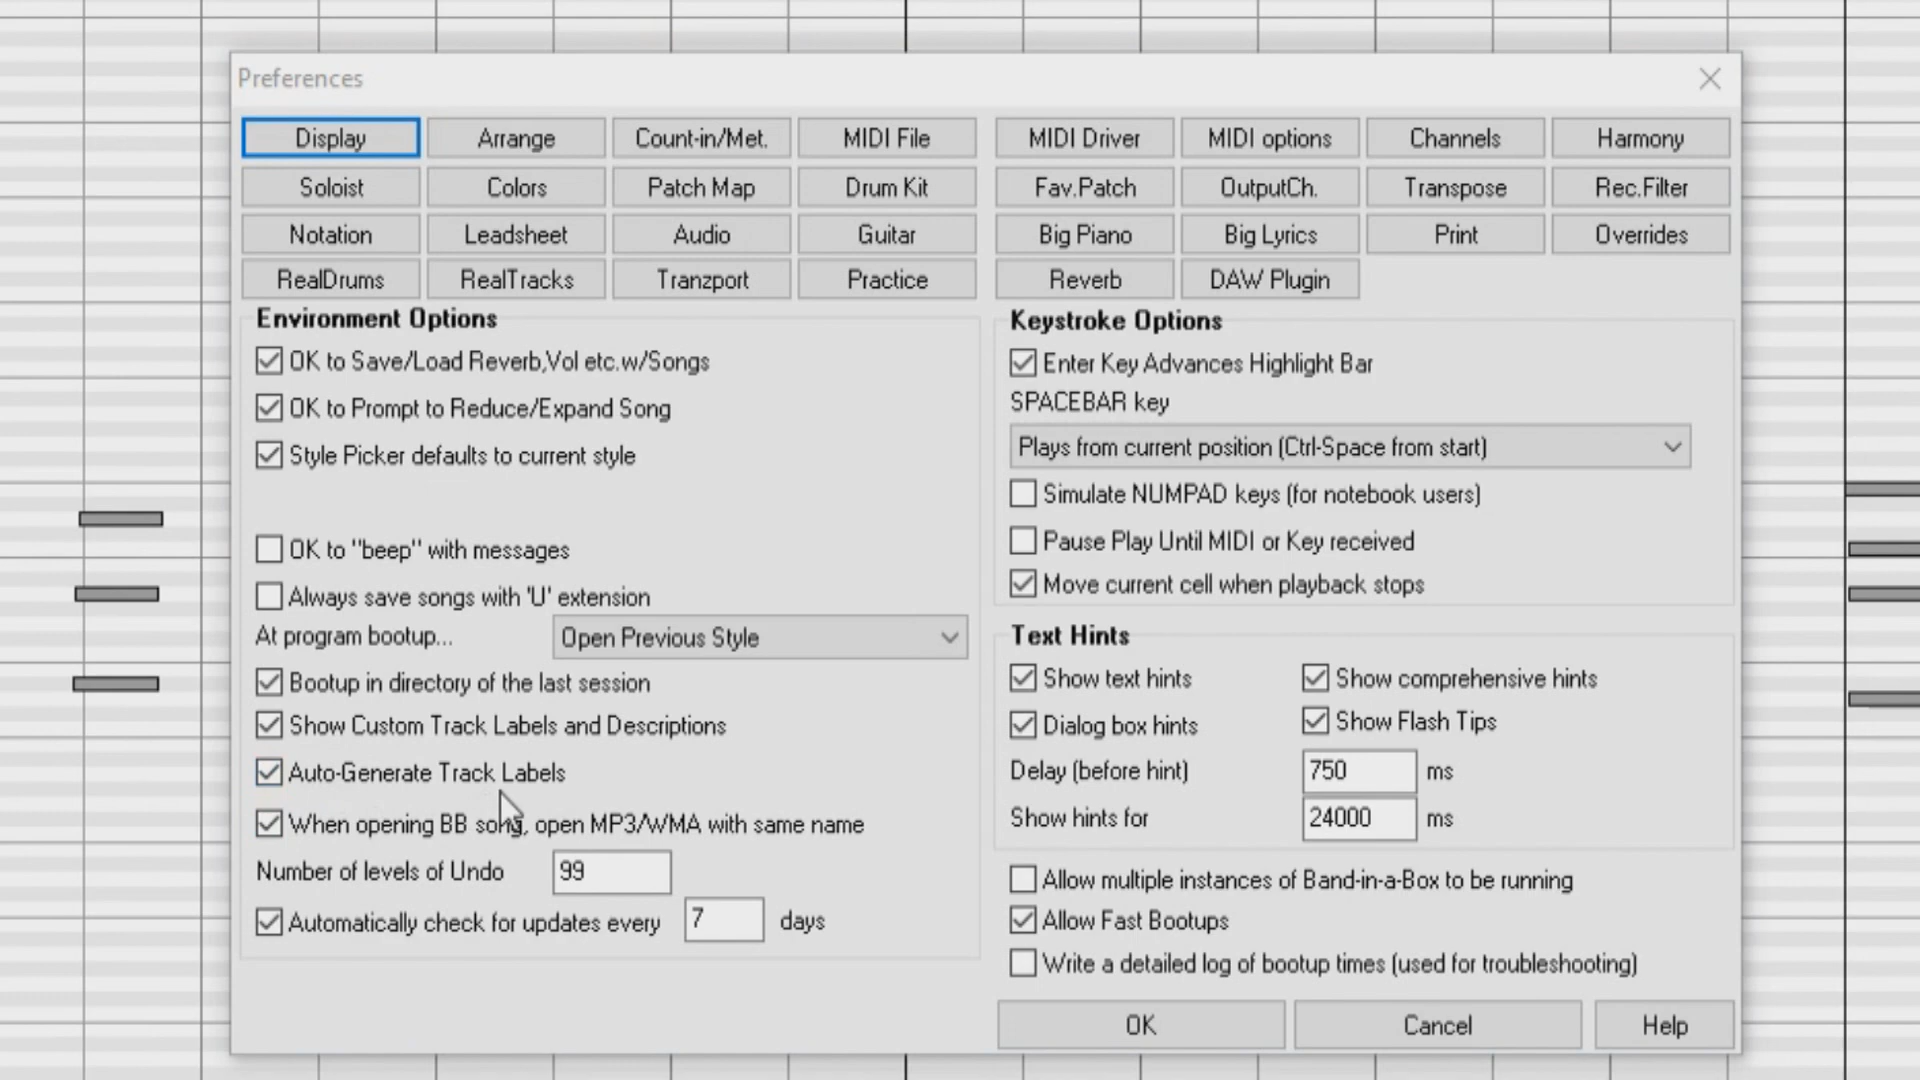 Preferences
Display Arrange Count-in/Met. MIDI File MIDI Driver MIDI options Channels Harmony
Soloist Colors Patch Map Drum Kit Fav.Patch OutputCh. Transpose Rec.Filter
Notation Leadsheet Audio Guitar Big Piano Big Lyrics Print Overrides
RealDrums RealTracks Tranzport Practice Reverb DAW Plugin
Environment Options
OK to Save/Load Reverb,Vol etc.w/Songs
OK to Prompt to Reduce/Expand Song
Style Picker defaults to current style
OK to "beep" with messages
Always save songs with 'U' extension
At program bootup... Open Previous Style
Bootup in directory of the last session
Show Custom Track Labels and Descriptions
Auto-Generate Track Labels
When opening BB song, open MP3/WMA with same name
Number of levels of Undo 99
Automatically check for updates every 7 days
Keystroke Options
Enter Key Advances Highlight Bar
SPACEBAR key
Plays from current position (Ctrl-Space from start)
Simulate NUMPAD keys (for notebook users)
Pause Play Until MIDI or Key received
Move current cell when playback stops
Text Hints
Show text hints Show comprehensive hints
Dialog box hints Show Flash Tips
Delay (before hint) 750 ms
Show hints for 24000 ms
Allow multiple instances of Band-in-a-Box to be running
Allow Fast Bootups
Write a detailed log of bootup times (used for troubleshooting)
OK Cancel Help